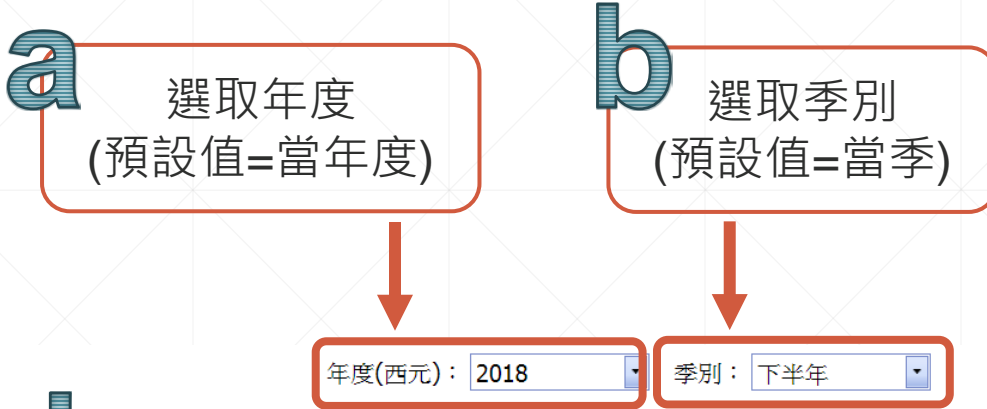 a
選取年度
(預設值=當年度)
b
選取季別
(預設值=當季)
年度(西元)： 2018
季別： 下半年